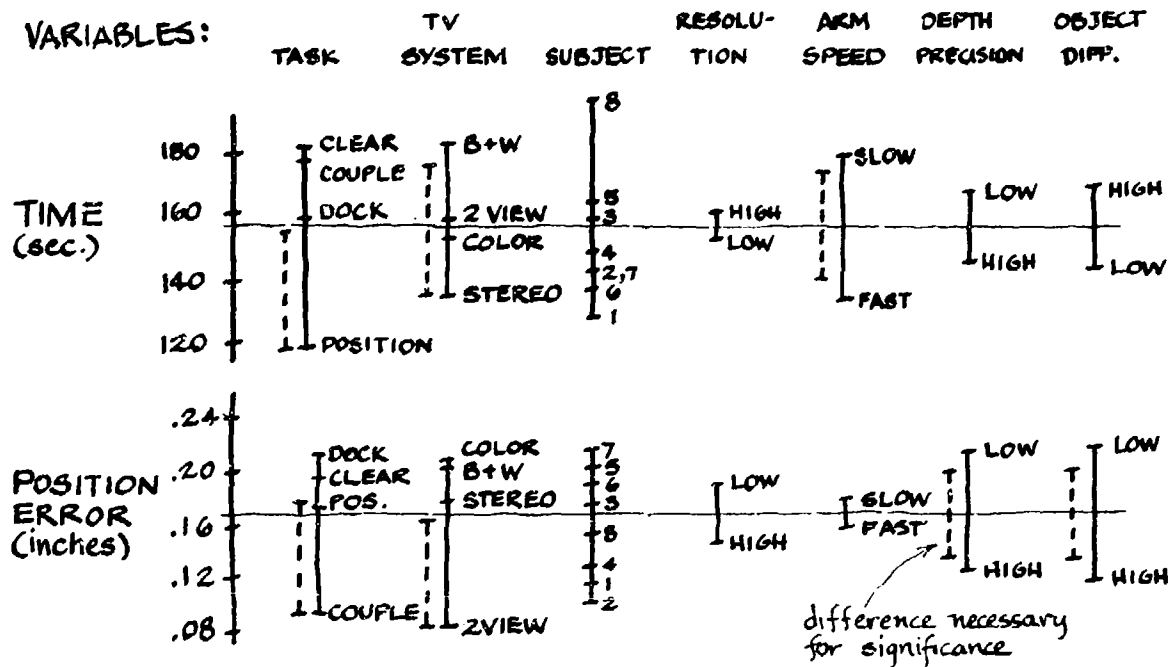 VARIABLES:
TASK
TV SYSTEM
SUBJECT
RESOLU-
TION
ARM SPEED
DEPTH PRECISION
OBJECT DIFF.
TIME
(sec.)
180
160
140
120
CLEAR
COUPLE
DOCK
POSITION
B+W
2 VIEW
COLOR
STEREO
8
5
3
4
2,7
6
1
HIGH
LOW
SLOW
FAST
LOW
HIGH
HIGH
LOW
POSITION
ERROR
(inches)
.24
.20
.16
.12
.08
DOCK
CLEAR
POS.
COUPLE
COLOR
B+W
STEREO
2VIEW
7
5
6
3
8
4
1
2
LOW
HIGH
SLOW
FAST
LOW
HIGH
LOW
HIGH
difference necessary
for significance